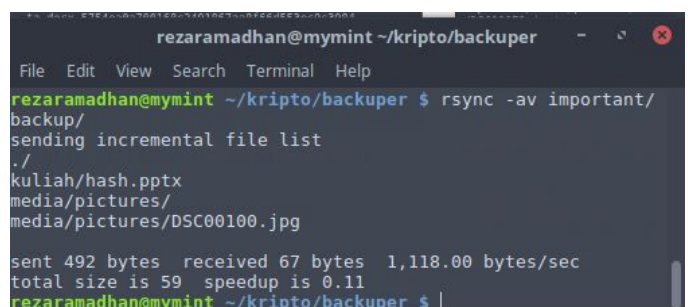 rezaramadhan@mymint ~/kripto/backuper
File Edit View Search Terminal Help
rezaramadhan@mymint ~/kripto/backuper $ rsync -av important/
backup/
sending incremental file list
./
kuliah/hash.pptx
media/pictures/
media/pictures/DSC00100.jpg
sent 492 bytes  received 67 bytes  1,118.00 bytes/sec
total size is 59  speedup is 0.11
rezaramadhan@mymint ~/kripto/backuper $